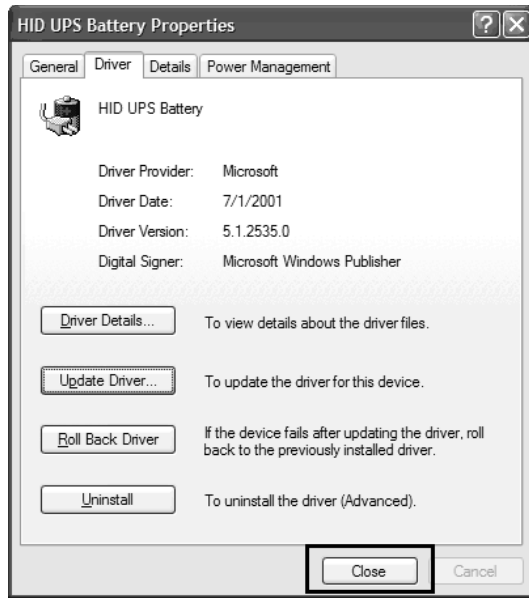 HID UPS Battery Properties
General Driver Details Power Management
HID UPS Battery
Driver Provider: Microsoft
Driver Date: 7/1/2001
Driver Version: 5.1.2535.0
Digital Signer: Microsoft Windows Publisher
Driver Details... To view details about the driver files.
Update Driver... To update the driver for this device.
Roll Back Driver If the device fails after updating the driver, roll
back to the previously installed driver.
Uninstall To uninstall the driver (Advanced).
Close Cancel